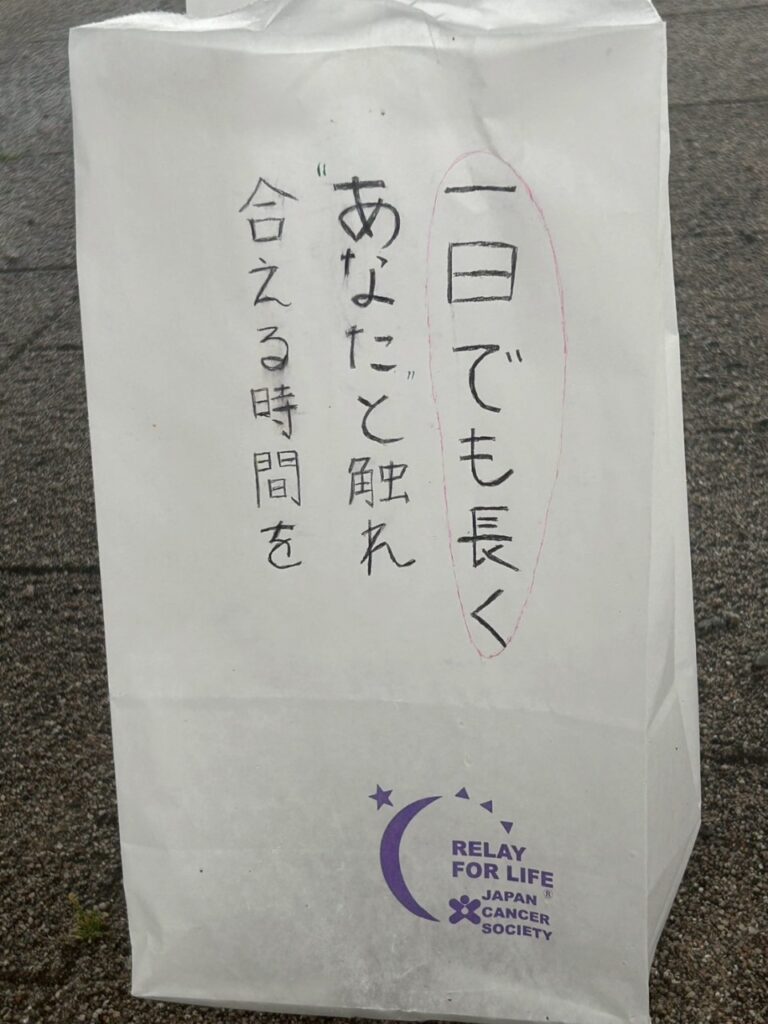 一日でも長く
“あなた”と触れ
合える時間を
RELAY
FOR LIFE®
JAPAN
CANCER
SOCIETY